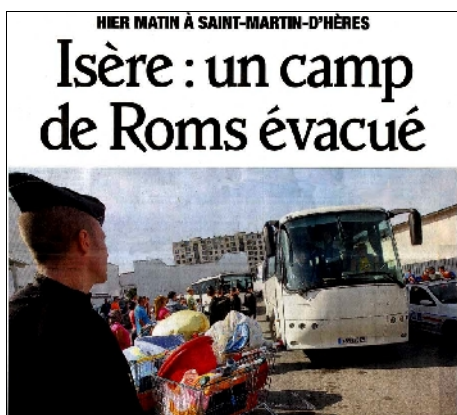 HIER MATIN À SAINT-MARTIN-D'HÈRES
Isère : un camp
de Roms évacué